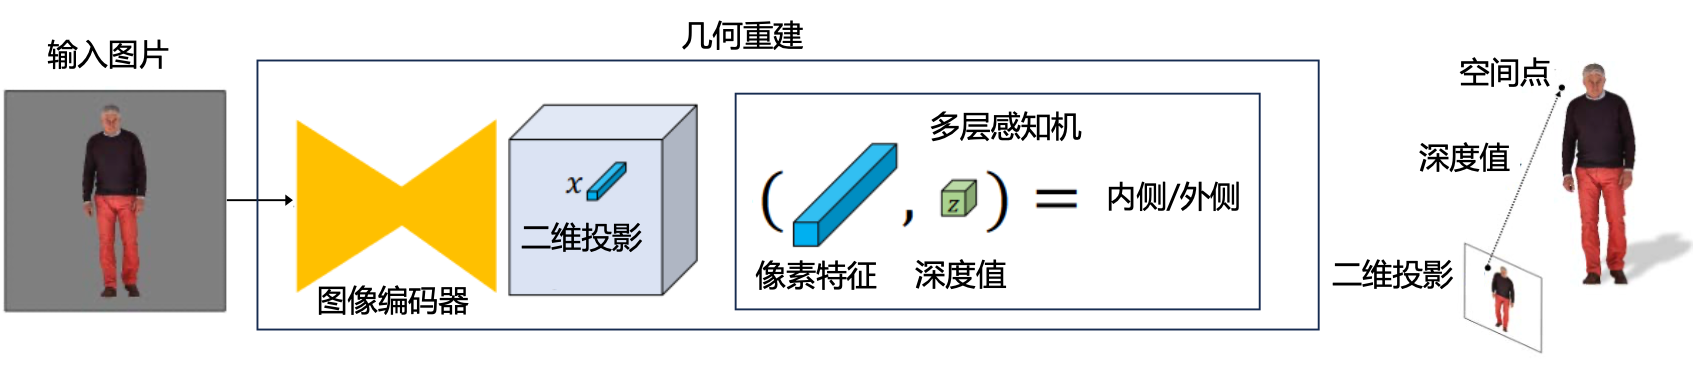 几何重建
输入图片
图像编码器
x
二维投影
多层感知机
( , z ) = 内侧/外侧
像素特征
深度值
空间点
深度值
二维投影